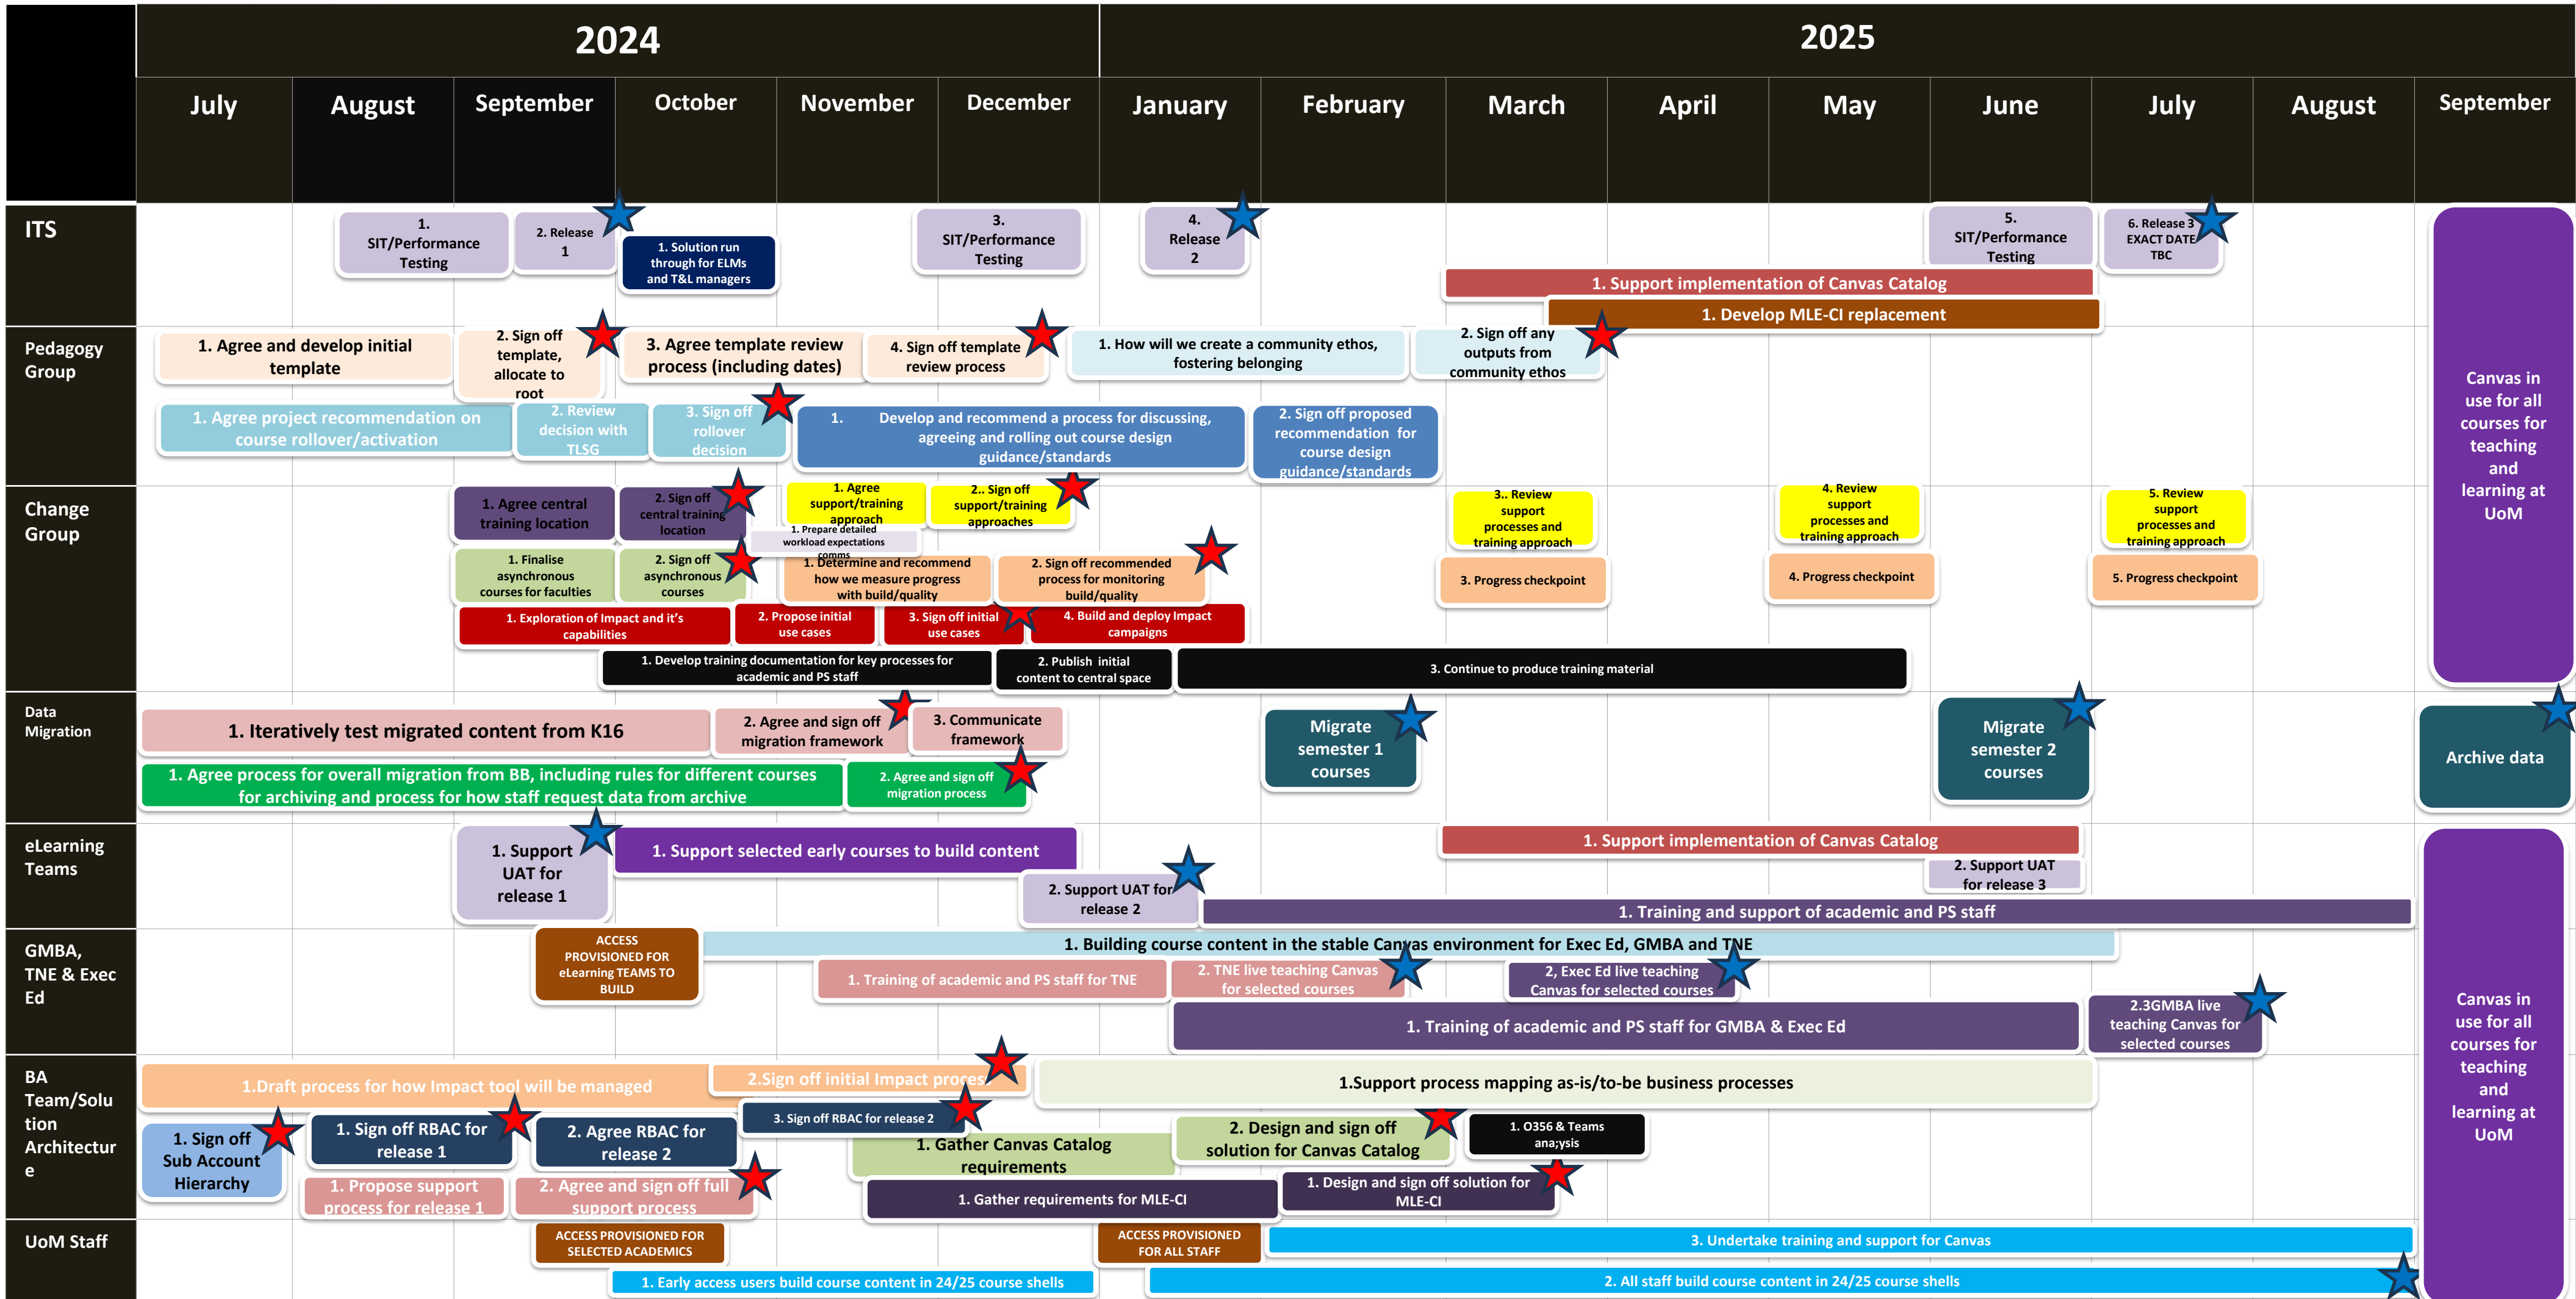 2024
2025
July
August
September
October
November
December
January
February
March
April
May
June
July
August
September
ITS
1.
SIT/Performance
Testing
2. Release
1
1. Solution run
through for ELMs
and T&L managers
3.
SIT/Performance
Testing
4.
Release
2
5.
SIT/Performance
Testing
6. Release 3
EXACT DATE
TBC
1. Support implementation of Canvas Catalog
1. Develop MLE-CI replacement
Canvas in
use for all
courses for
teaching
and
learning at
UoM
Pedagogy
Group
1. Agree and develop initial
template
2. Sign off
template,
allocate to
root
3. Agree template review
process (including dates)
4. Sign off template
review process
1. How will we create a community ethos,
fostering belonging
2. Sign off any
outputs from
community ethos
1. Agree project recommendation on
course rollover/activation
2. Review
decision with
TLSG
3. Sign off
rollover
decision
1. Develop and recommend a process for discussing,
agreeing and rolling out course design
guidance/standards
2. Sign off proposed
recommendation for
course design
guidance/standards
Change
Group
1. Agree central
training location
2. Sign off
central training
location
1. Agree
support/training
approach
2.. Sign off
support/training
approaches
3.. Review
support
processes and
training approach
4. Review
support
processes and
training approach
5. Review
support
processes and
training approach
1. Prepare detailed
workload expectations
comms
1. Finalise
asynchronous
courses for faculties
2. Sign off
asynchronous
courses
1. Determine and recommend
how we measure progress
with build/quality
2. Sign off recommended
process for monitoring
build/quality
3. Progress checkpoint
4. Progress checkpoint
5. Progress checkpoint
1. Exploration of Impact and it's
capabilities
2. Propose initial
use cases
3. Sign off initial
use cases
4. Build and deploy Impact
campaigns
1. Develop training documentation for key processes for
academic and PS staff
2. Publish initial
content to central space
3. Continue to produce training material
Data
Migration
1. Iteratively test migrated content from K16
2. Agree and sign off
migration framework
3. Communicate
framework
Migrate
semester 1
courses
Migrate
semester 2
courses
Archive data
1. Agree process for overall migration from BB, including rules for different courses
for archiving and process for how staff request data from archive
2. Agree and sign off
migration process
eLearning
Teams
1. Support
UAT for
release 1
1. Support selected early courses to build content
2. Support UAT for
release 2
1. Support implementation of Canvas Catalog
2. Support UAT
for release 3
1. Training and support of academic and PS staff
Canvas in
use for all
courses for
teaching
and
learning at
UoM
GMBA,
TNE & Exec
Ed
ACCESS
PROVISIONED FOR
eLearning TEAMS TO
BUILD
1. Building course content in the stable Canvas environment for Exec Ed, GMBA and TNE
1. Training of academic and PS staff for TNE
2. TNE live teaching Canvas
for selected courses
2, Exec Ed live teaching
Canvas for selected courses
1. Training of academic and PS staff for GMBA & Exec Ed
2.3GMBA live
teaching Canvas for
selected courses
BA
Team/Solu
tion
Architectur
e
1.Draft process for how Impact tool will be managed
2.Sign off initial Impact process
1.Support process mapping as-is/to-be business processes
1. Sign off
Sub Account
Hierarchy
1. Sign off RBAC for
release 1
2. Agree RBAC for
release 2
3. Sign off RBAC for release 2
1. Gather Canvas Catalog
requirements
2. Design and sign off
solution for Canvas Catalog
1. O356 & Teams
ana;ysis
1. Propose support
process for release 1
2. Agree and sign off full
support process
1. Gather requirements for MLE-CI
1. Design and sign off solution for
MLE-CI
UoM Staff
ACCESS PROVISIONED FOR
SELECTED ACADEMICS
ACCESS PROVISIONED
FOR ALL STAFF
3. Undertake training and support for Canvas
1. Early access users build course content in 24/25 course shells
2. All staff build course content in 24/25 course shells